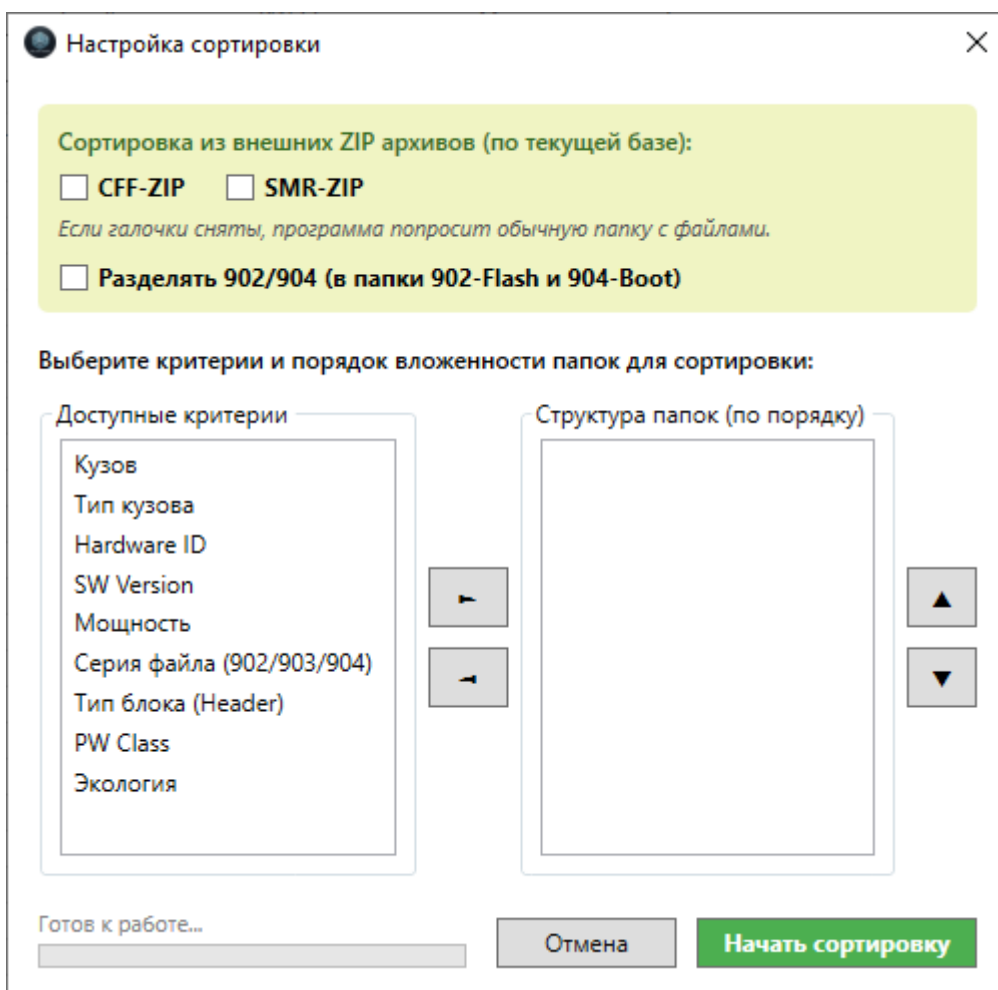 Настройка сортировки
Сортировка из внешних ZIP архивов (по текущей базе):
CFF-ZIP SMR-ZIP
Если галочки сняты, программа попросит обычную папку с файлами.
Разделять 902/904 (в папки 902-Flash и 904-Boot)
Выберите критерии и порядок вложенности папок для сортировки:
Доступные критерии
Кузов
Тип кузова
Hardware ID
SW Version
Мощность
Серия файла (902/903/904)
Тип блока (Header)
PW Class
Экология
Структура папок (по порядку)
Готов к работе...
Отмена
Начать сортировку